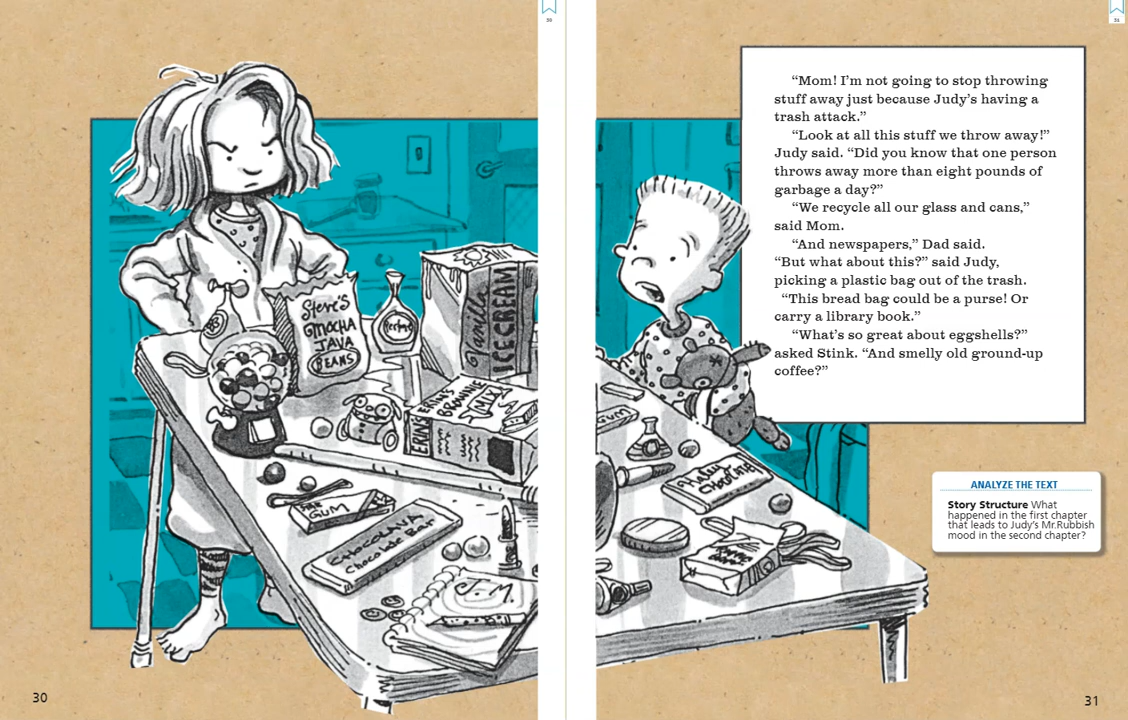 30
31
Steve's
Mocha
Java
Beans
Perfume
Vanilla
ICE CREAM
ERIN'S
BROWNIE
MIX
ERIN'S
GUM
Chocolate Bar
J. M.
GUM
CHOCOLATE
“Mom! I’m not going to stop throwing
stuff away just because Judy’s having a
trash attack.”
“Look at all this stuff we throw away!”
Judy said. “Did you know that one person
throws away more than eight pounds of
garbage a day?”
“We recycle all our glass and cans,”
said Mom.
“And newspapers,” Dad said.
“But what about this?” said Judy,
picking a plastic bag out of the trash.
“This bread bag could be a purse! Or
carry a library book.”
“What’s so great about eggshells?”
asked Stink. “And smelly old ground-up
coffee?”
ANALYZE THE TEXT
Story Structure What
happened in the first chapter
that leads to Judy’s Mr.Rubbish
mood in the second chapter?
30
31